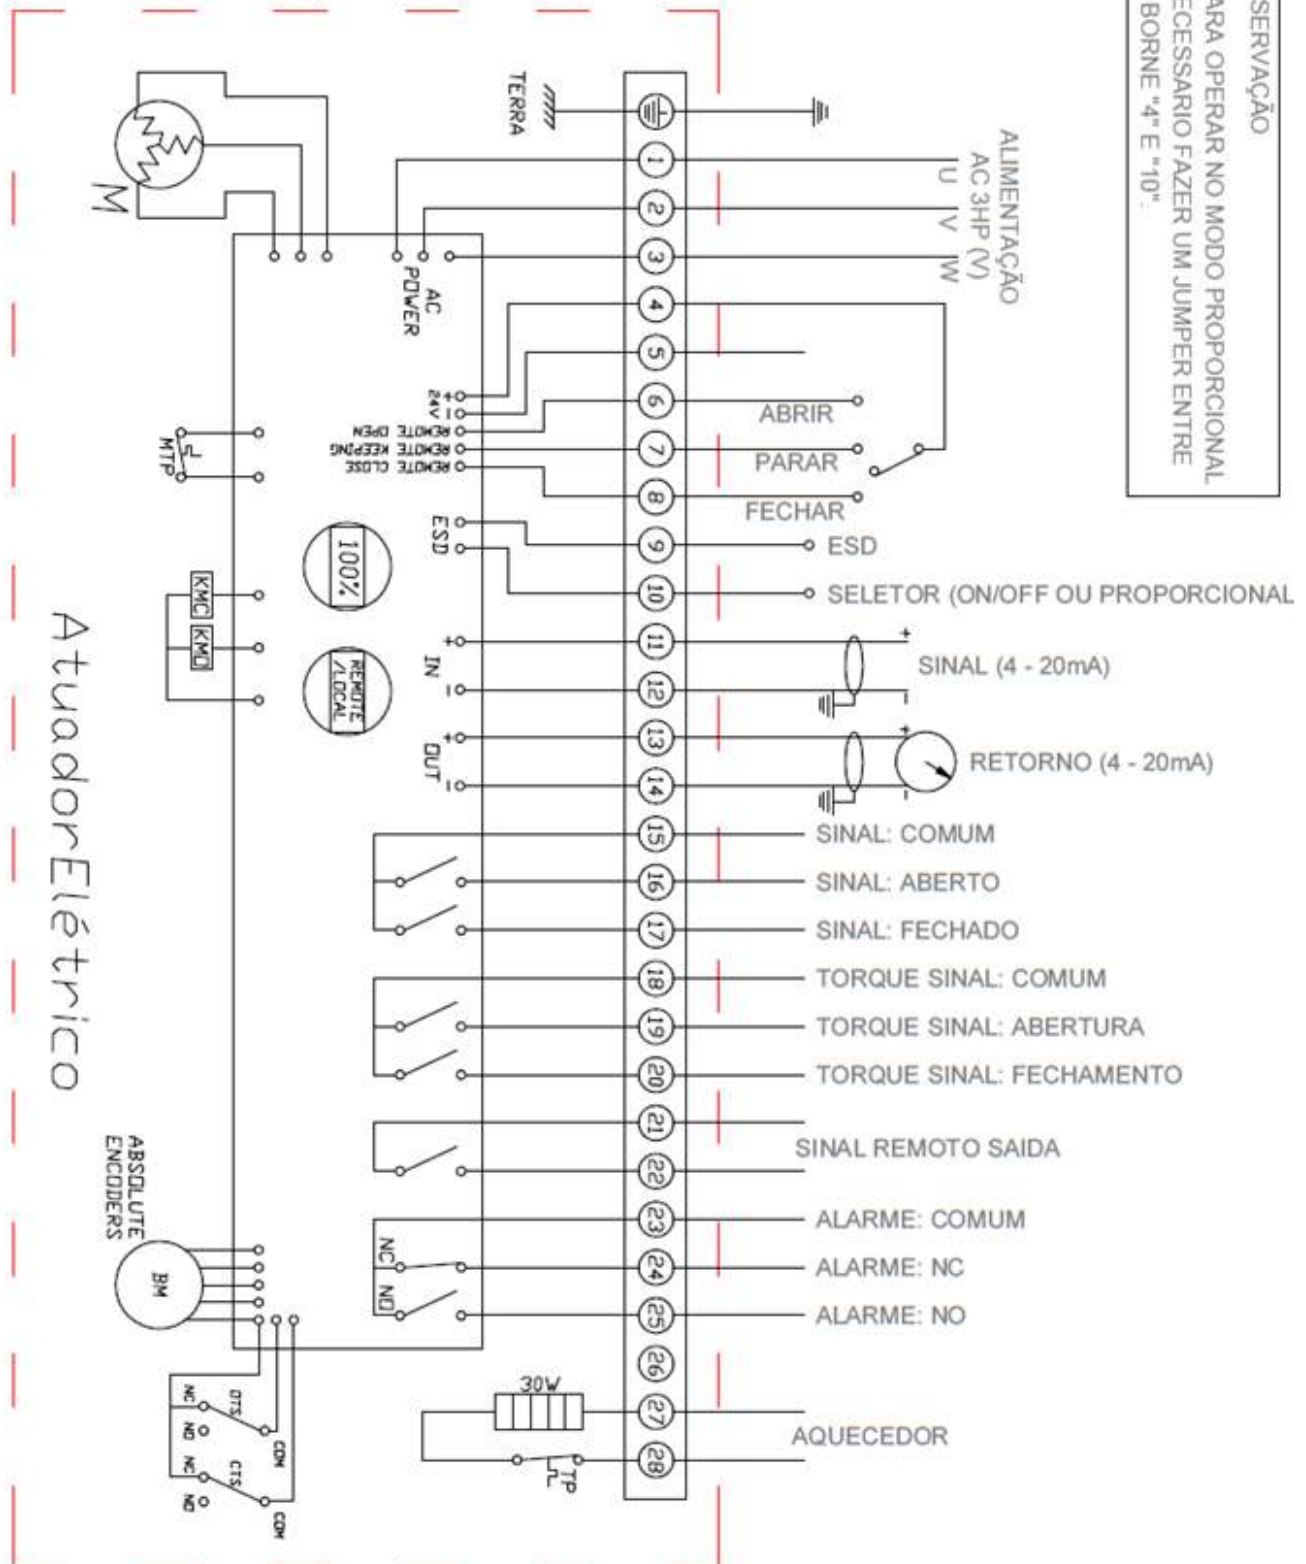 SERVAÇÃO
ARA OPERAR NO MODO PROPORCIONAL
ECESSARIO FAZER UM JUMPER ENTRE
BORNE "4" E "10".
TERRA
ALIMENTAÇÃO
AC 3HP (V)
U V W
M
AC
POWER
1
2
3
4
5
6
7
8
9
10
11
12
13
14
15
16
17
18
19
20
21
22
23
24
25
26
27
28
+
24V
-
REMOTE OPEN
REMOTE KEEPING
REMOTE CLOSE
ABRIR
PARAR
FECHAR
MTP
ESD
ESD
SELETOR (ON/OFF OU PROPORCIONAL
100%
KMC
KMO
REMOTE
/LOCAL
+
IN
-
+
SINAL (4 - 20mA)
-
+
OUT
-
+
RETORNO (4 - 20mA)
-
SINAL: COMUM
SINAL: ABERTO
SINAL: FECHADO
TORQUE SINAL: COMUM
TORQUE SINAL: ABERTURA
TORQUE SINAL: FECHAMENTO
SINAL REMOTO SAIDA
ALARME: COMUM
ALARME: NC
ALARME: NO
NC
NO
Atuador Elétrico
ABSOLUTE
ENCODERS
BM
30W
TP
AQUECEDOR
NC
OTS
NO
COM
NC
CTS
NO
COM